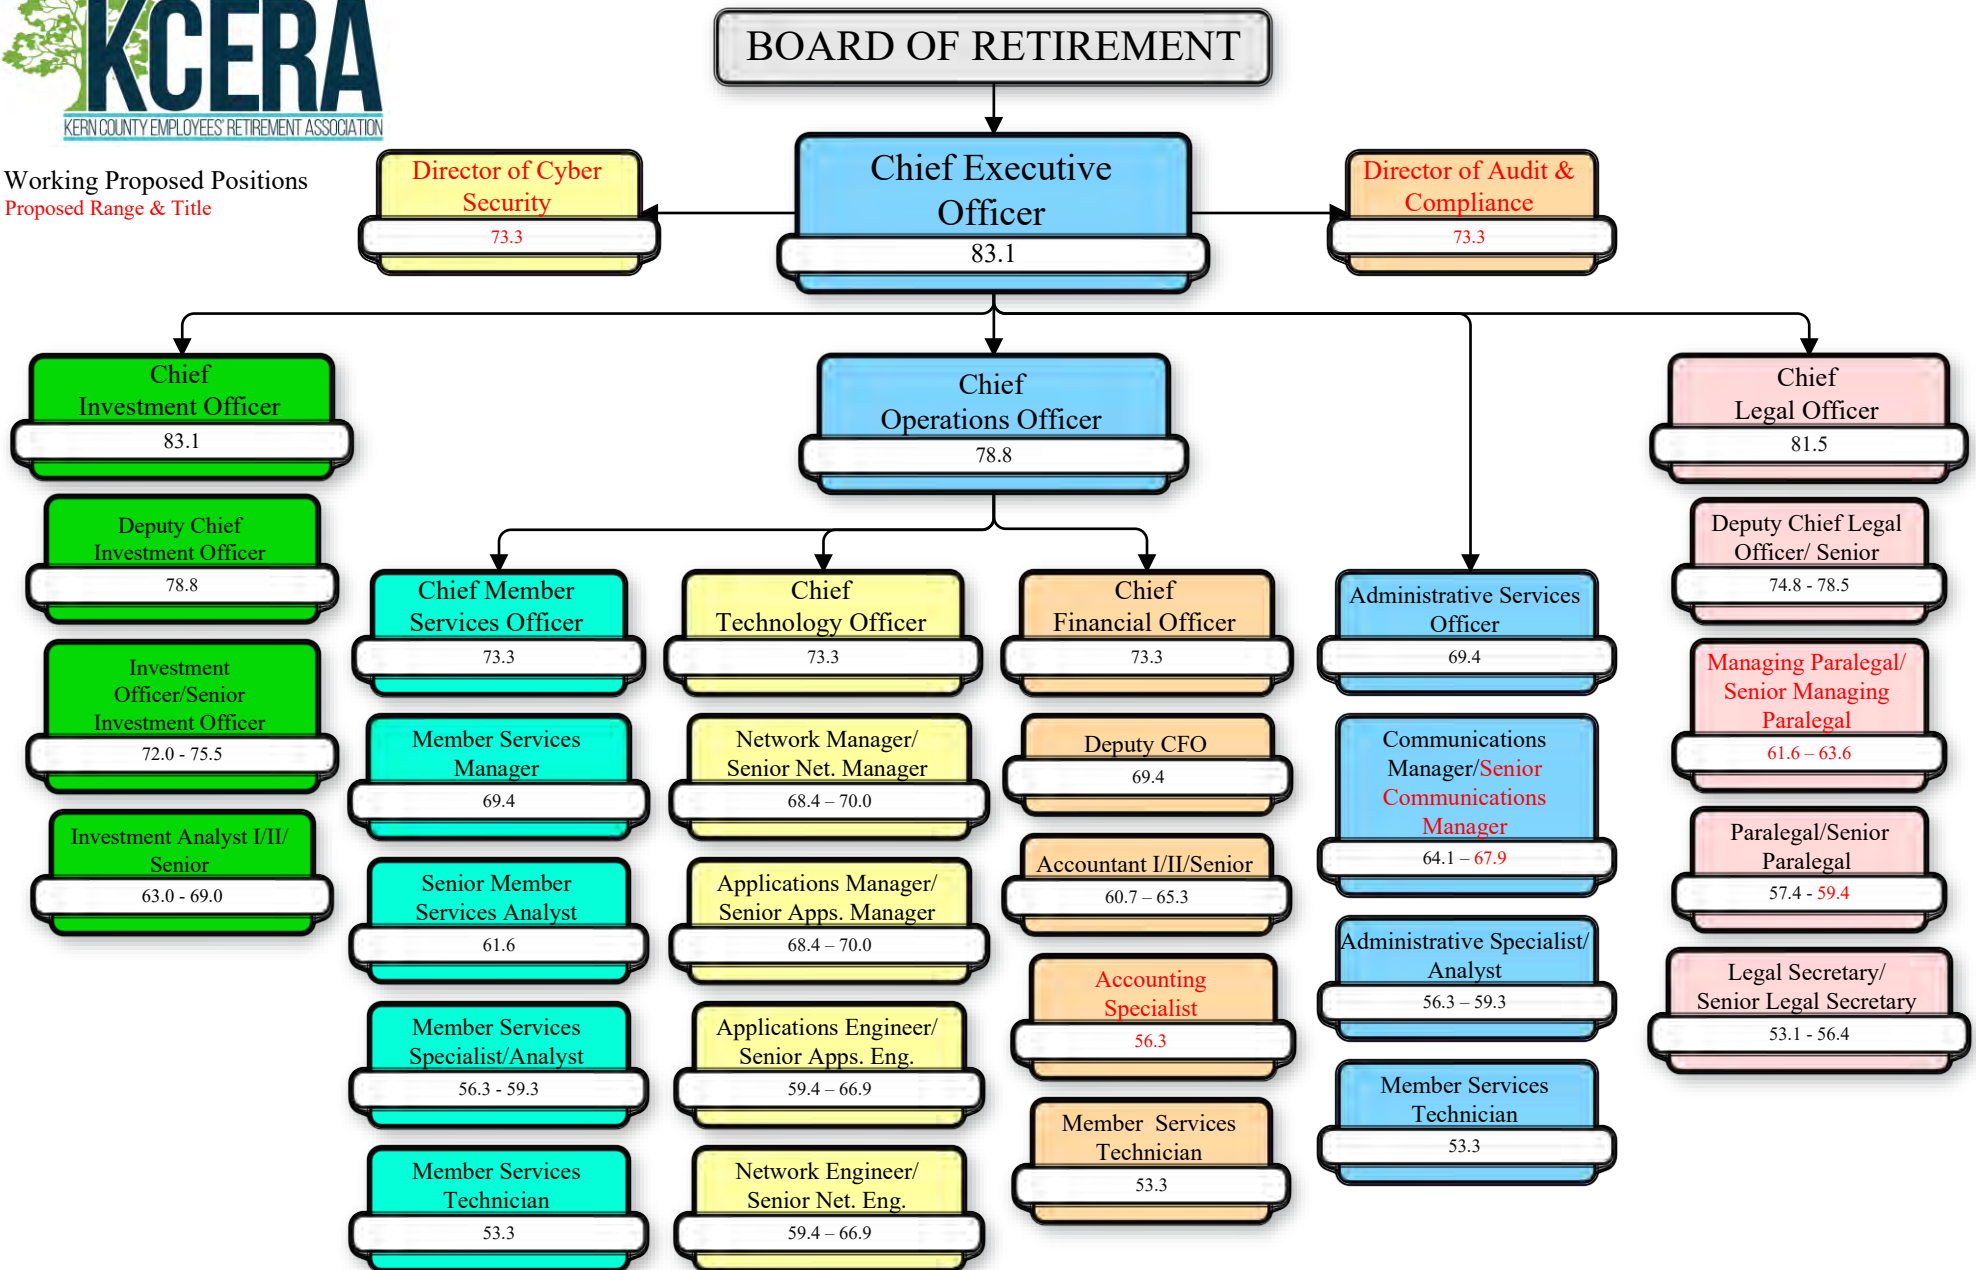 KCERA
KERN COUNTY EMPLOYEES' RETIREMENT ASSOCIATION
Working Proposed Positions
Proposed Range & Title
BOARD OF RETIREMENT
Director of Cyber
Security
73.3
Chief Executive
Officer
83.1
Director of Audit &
Compliance
73.3
Chief
Investment Officer
83.1
Deputy Chief
Investment Officer
78.8
Investment
Officer/Senior
Investment Officer
72.0 - 75.5
Investment Analyst I/II/
Senior
63.0 - 69.0
Chief
Operations Officer
78.8
Chief Member
Services Officer
73.3
Member Services
Manager
69.4
Senior Member
Services Analyst
61.6
Member Services
Specialist/Analyst
56.3 - 59.3
Member Services
Technician
53.3
Chief
Technology Officer
73.3
Network Manager/
Senior Net. Manager
68.4 – 70.0
Applications Manager/
Senior Apps. Manager
68.4 – 70.0
Applications Engineer/
Senior Apps. Eng.
59.4 – 66.9
Network Engineer/
Senior Net. Eng.
59.4 – 66.9
Chief
Financial Officer
73.3
Deputy CFO
69.4
Accountant I/II/Senior
60.7 – 65.3
Accounting
Specialist
56.3
Member  Services
Technician
53.3
Administrative Services
Officer
69.4
Communications
Manager/Senior
Communications
Manager
64.1 – 67.9
Administrative Specialist/
Analyst
56.3 – 59.3
Member Services
Technician
53.3
Chief
Legal Officer
81.5
Deputy Chief Legal
Officer/ Senior
74.8 - 78.5
Managing Paralegal/
Senior Managing
Paralegal
61.6 – 63.6
Paralegal/Senior
Paralegal
57.4 - 59.4
Legal Secretary/
Senior Legal Secretary
53.1 - 56.4